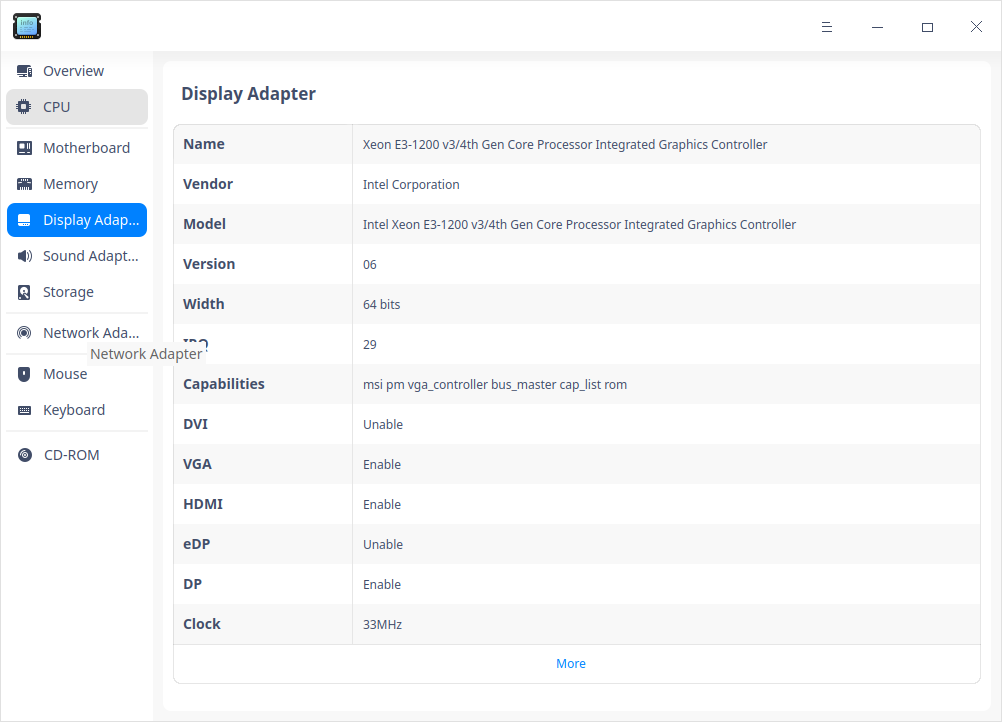 info
Overview
CPU
Motherboard
Memory
Display Adap...
Sound Adapt...
Storage
Network Ada...
Network Adapter
Mouse
Keyboard
CD-ROM
Display Adapter
Name Xeon E3-1200 v3/4th Gen Core Processor Integrated Graphics Controller
Vendor Intel Corporation
Model Intel Xeon E3-1200 v3/4th Gen Core Processor Integrated Graphics Controller
Version 06
Width 64 bits
IRQ 29
Capabilities msi pm vga_controller bus_master cap_list rom
DVI Unable
VGA Enable
HDMI Enable
eDP Unable
DP Enable
Clock 33MHz
More